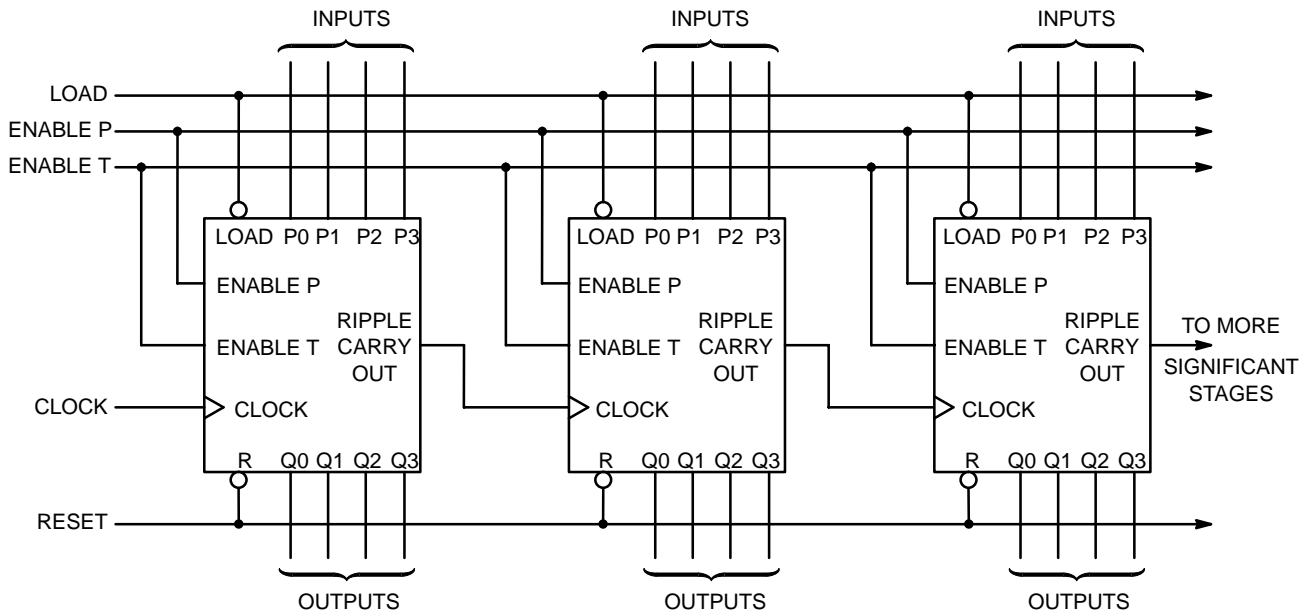 INPUTS INPUTS INPUTS
LOAD
ENABLE P
ENABLE T
LOAD P0 P1 P2 P3
ENABLE P
ENABLE T
RIPPLE
CARRY
OUT
CLOCK
R Q0 Q1 Q2 Q3
LOAD P0 P1 P2 P3
ENABLE P
ENABLE T
RIPPLE
CARRY
OUT
CLOCK
R Q0 Q1 Q2 Q3
LOAD P0 P1 P2 P3
ENABLE P
ENABLE T
RIPPLE
CARRY
OUT
CLOCK
R Q0 Q1 Q2 Q3
TO MORE
SIGNIFICANT
STAGES
CLOCK
RESET
OUTPUTS OUTPUTS OUTPUTS